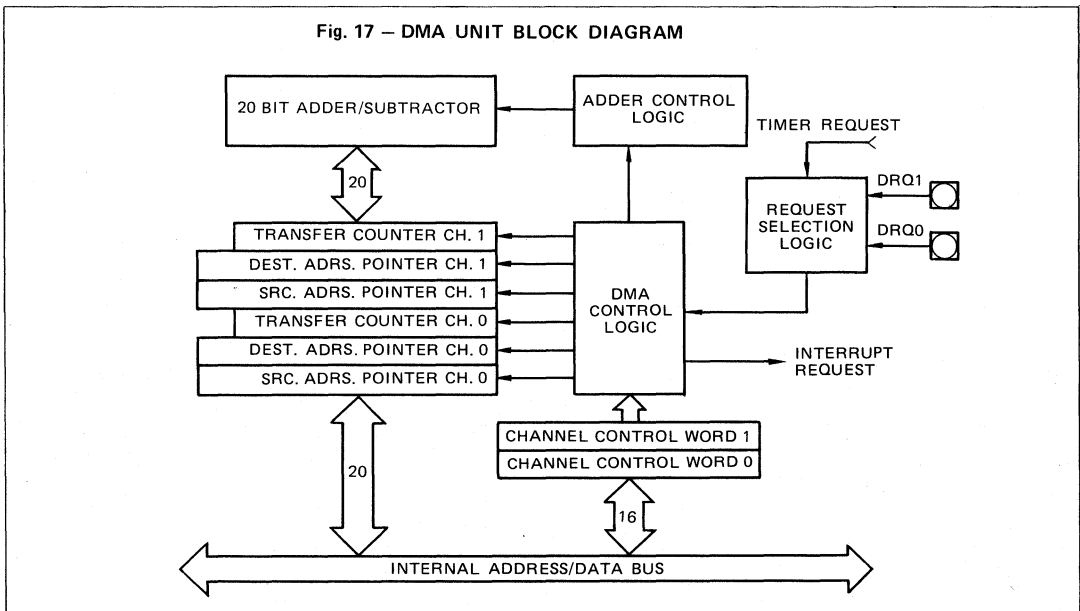 Fig. 17 – DMA UNIT BLOCK DIAGRAM
20 BIT ADDER/SUBTRACTOR
ADDER CONTROL
LOGIC
TIMER REQUEST
20
DRQ1
REQUEST
SELECTION
LOGIC
DRQ0
TRANSFER COUNTER CH. 1
DEST. ADRS. POINTER CH. 1
SRC. ADRS. POINTER CH. 1
TRANSFER COUNTER CH. 0
DEST. ADRS. POINTER CH. 0
SRC. ADRS. POINTER CH. 0
DMA
CONTROL
LOGIC
INTERRUPT
REQUEST
CHANNEL CONTROL WORD 1
CHANNEL CONTROL WORD 0
20
16
INTERNAL ADDRESS/DATA BUS